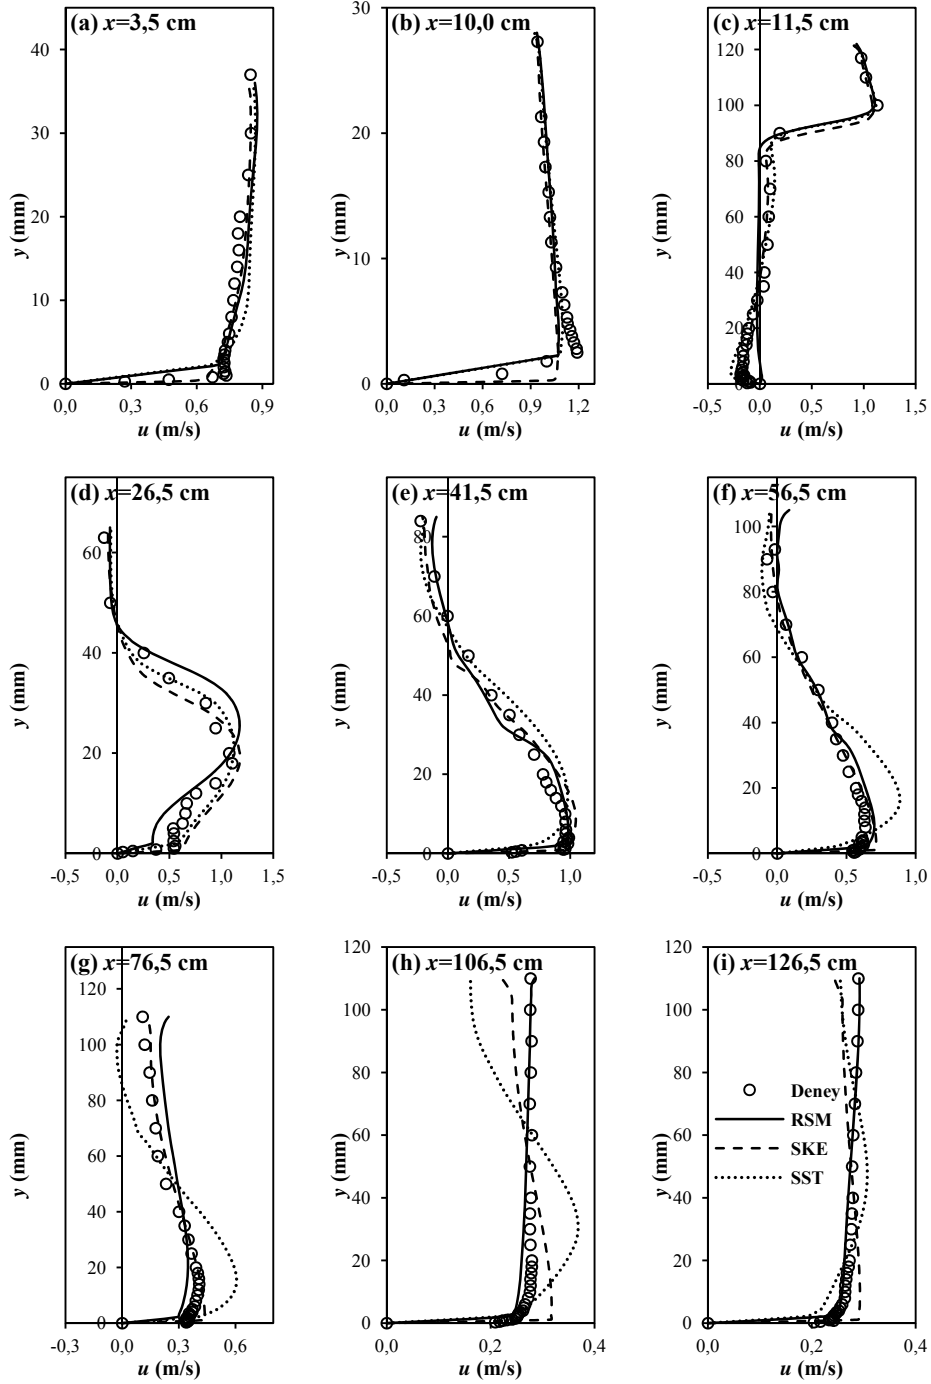 (a) x=3,5 cm
40
30
20
10
0
y (mm)
0,0 0,3 0,6 0,9
u (m/s)
(b) x=10,0 cm
30
20
10
0
y (mm)
0,0 0,3 0,6 0,9 1,2
u (m/s)
(c) x=11,5 cm
120
100
80
60
40
20
0
y (mm)
-0,5 0,0 0,5 1,0 1,5
u (m/s)
(d) x=26,5 cm
60
40
20
0
y (mm)
-0,5 0,0 0,5 1,0 1,5
u (m/s)
(e) x=41,5 cm
80
60
40
20
0
y (mm)
-0,5 0,0 0,5 1,0
u (m/s)
(f) x=56,5 cm
100
80
60
40
20
0
y (mm)
-0,5 0,0 0,5 1,0
u (m/s)
(g) x=76,5 cm
120
100
80
60
40
20
0
y (mm)
-0,3 0,0 0,3 0,6
u (m/s)
(h) x=106,5 cm
120
100
80
60
40
20
0
y (mm)
0,0 0,2 0,4
u (m/s)
(i) x=126,5 cm
120
100
80
60
40
20
0
y (mm)
Deney
RSM
SKE
SST
0,0 0,2 0,4
u (m/s)